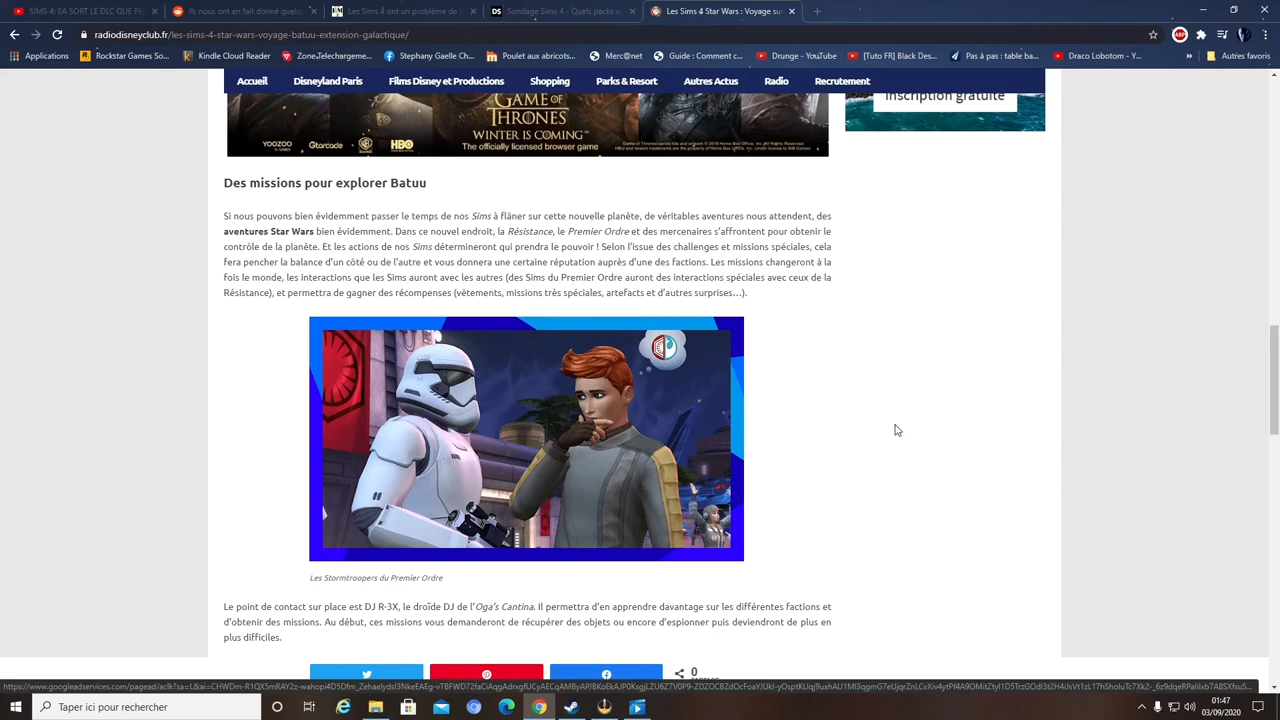 SIMS 4: EA SORT LE DLC QUE PE
Ils nous ont en fait donné quelqu
Les Sims 4 ont un problème de s
Sondage Sims 4 - Quels packs w
Les Sims 4 STAR WARS : Voyage sur
radiodisneyclub.fr/les-sims-4-star-wars-voyage-batuu-extension-galactique/
Applications
Rockstar Games So...
Kindle Cloud Reader
Zone.Telechargeme...
Stephany Gaelle Ch...
Poulet au abricots...
Merc@net
Guide : Comment c...
Drunge - YouTube
[Tuto FR] Black Des...
Pas à pas : table ba...
Draco Lobotom - Y...
»
Autres favoris
Accueil
Disneyland Paris
Films Disney et Productions
Shopping
Parks & Resort
Autres Actus
Radio
Recrutement
GAME OF
THRONES
WINTER IS COMING™
YOOZOO
Gtarcade
HBO
The officially licensed browser game
Inscription gratuite
Des missions pour explorer Batuu
Si nous pouvons bien évidemment passer le temps de nos Sims à flâner sur cette nouvelle planète, de véritables aventures nous attendent, des
aventures Star Wars bien évidemment. Dans ce nouvel endroit, la Résistance, le Premier Ordre et des mercenaires s'affrontent pour obtenir le
contrôle de la planète. Et les actions de nos Sims détermineront qui prendra le pouvoir ! Selon l'issue des challenges et missions spéciales, cela
fera pencher la balance d'un côté ou de l'autre et vous donnera une certaine réputation auprès d'une des factions. Les missions changeront à la
fois le monde, les interactions que les Sims auront avec les autres (des Sims du Premier Ordre auront des interactions spéciales avec ceux de la
Résistance), et permettra de gagner des récompenses (vêtements, missions très spéciales, artefacts et d'autres surprises...).
Les Stormtroopers du Premier Ordre
Le point de contact sur place est DJ R-3X, le droïde DJ de l'Oga's Cantina. Il permettra d'en apprendre davantage sur les différentes factions et
d'obtenir des missions. Au début, ces missions vous demanderont de récupérer des objets ou encore d'espionner puis deviendront de plus en
plus difficiles.
0
Taper ici pour rechercher
01:47
03/09/2020